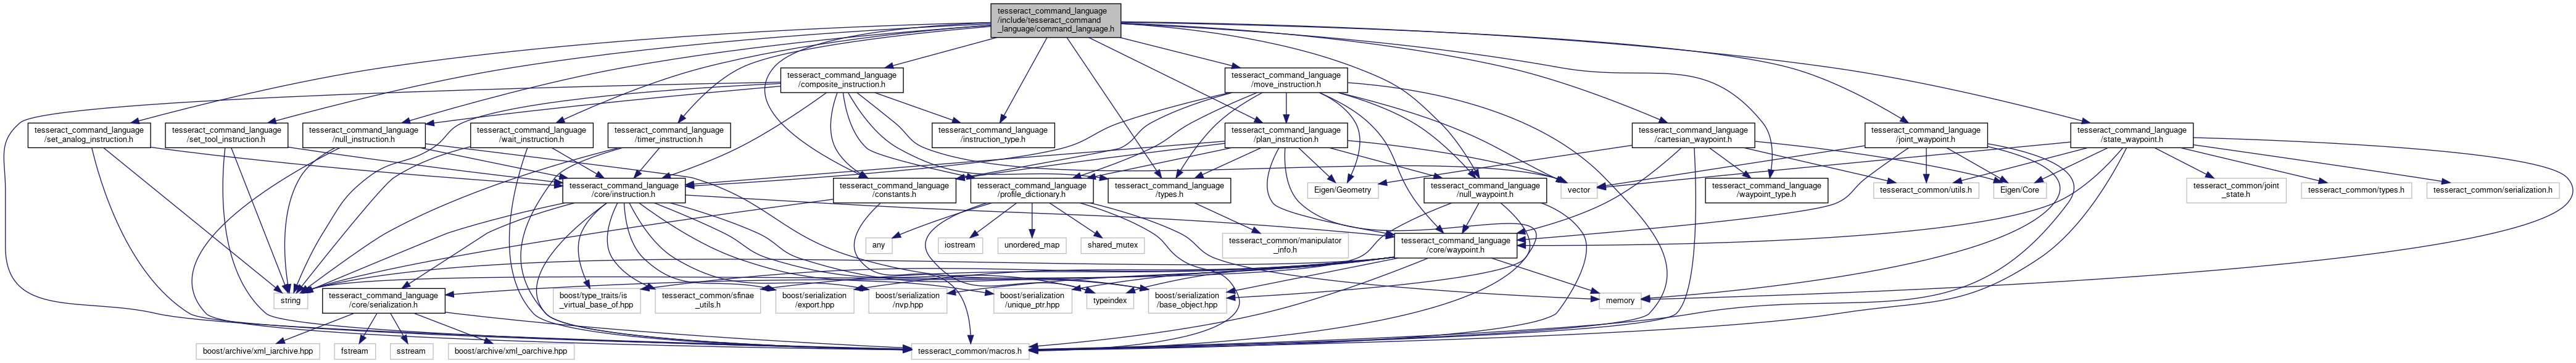 tesseract_command_language
/include/tesseract_command
_language/command_language.h
tesseract_command_language
/composite_instruction.h
tesseract_command_language
/move_instruction.h
tesseract_command_language
/set_analog_instruction.h
tesseract_command_language
/set_tool_instruction.h
tesseract_command_language
/null_instruction.h
tesseract_command_language
/wait_instruction.h
tesseract_command_language
/timer_instruction.h
tesseract_command_language
/instruction_type.h
tesseract_command_language
/plan_instruction.h
tesseract_command_language
/cartesian_waypoint.h
tesseract_command_language
/joint_waypoint.h
tesseract_command_language
/state_waypoint.h
tesseract_command_language
/core/instruction.h
tesseract_command_language
/constants.h
tesseract_command_language
/profile_dictionary.h
tesseract_command_language
/types.h
Eigen/Geometry
tesseract_command_language
/null_waypoint.h
vector
tesseract_command_language
/waypoint_type.h
tesseract_common/utils.h
Eigen/Core
tesseract_common/joint
_state.h
tesseract_common/types.h
tesseract_common/serialization.h
any
iostream
unordered_map
shared_mutex
tesseract_common/manipulator
_info.h
tesseract_command_language
/core/waypoint.h
string
tesseract_command_language
/core/serialization.h
boost/type_traits/is
_virtual_base_of.hpp
tesseract_common/sfinae
_utils.h
boost/serialization
/export.hpp
boost/serialization
/nvp.hpp
boost/serialization
/unique_ptr.hpp
typeindex
boost/serialization
/base_object.hpp
memory
boost/archive/xml_iarchive.hpp
fstream
sstream
boost/archive/xml_oarchive.hpp
tesseract_common/macros.h